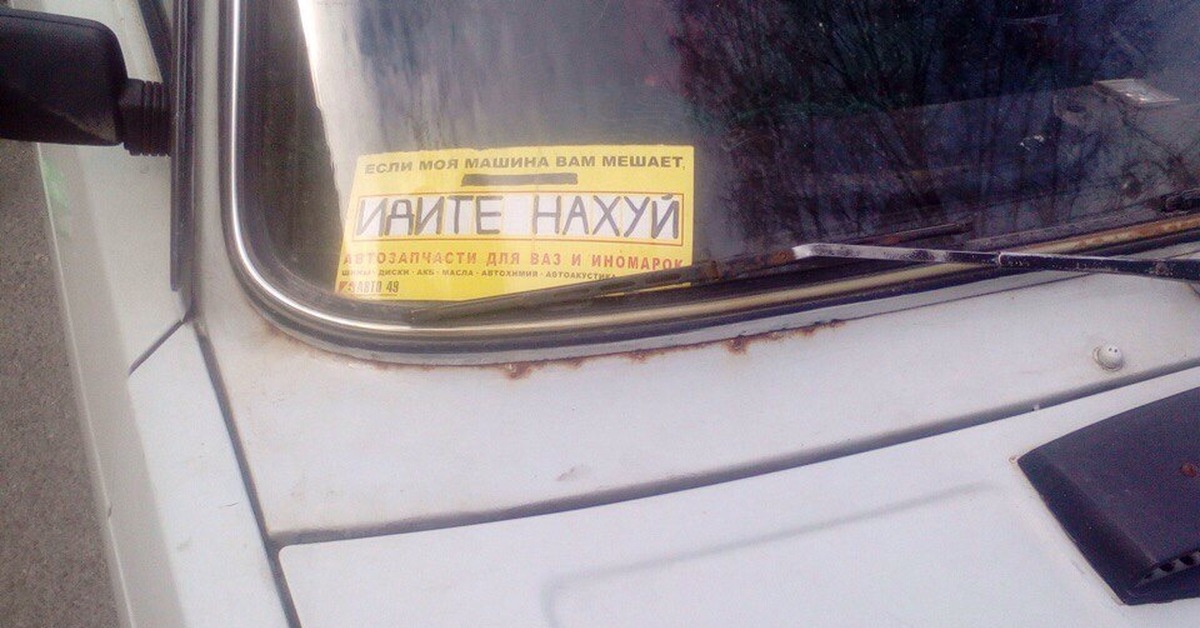 ЕСЛИ МОЯ МАШИНА ВАМ МЕШАЕТ,
ИДИТЕ НАХУЙ
АВТОЗАПЧАСТИ ДЛЯ ВАЗ И ИНОМАРОК
ШИНЫ · ДИСКИ · АКБ · МАСЛА · АВТОХИМИЯ · АВТОАКУСТИКА
АВТО 49